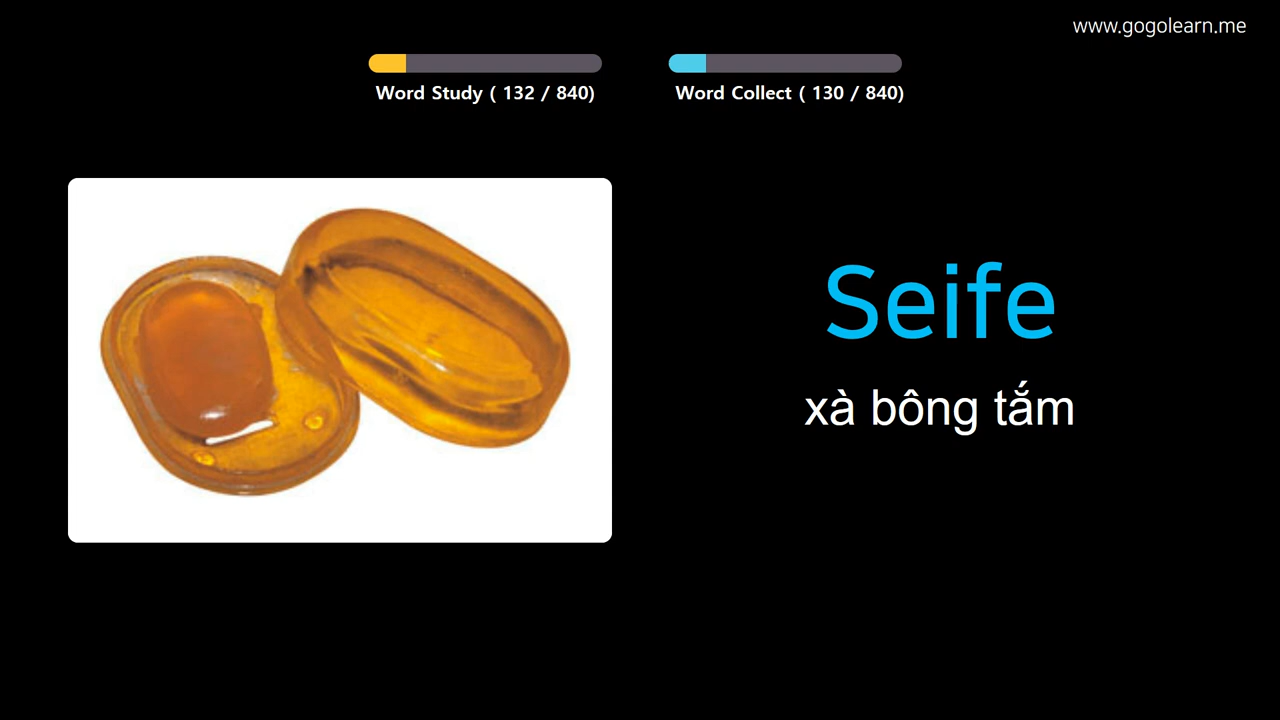 www.gogolearn.me
Word Study ( 132 / 840)
Word Collect ( 130 / 840)
Seife
xà bông tắm